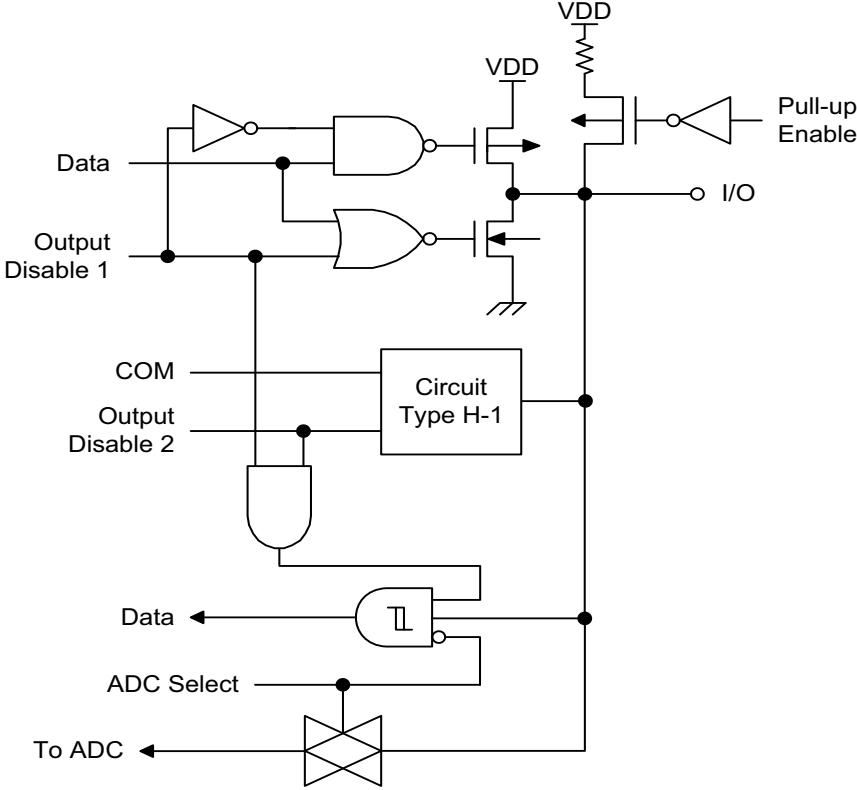 VDD
VDD
Pull-up
Enable
Data
I/O
Output
Disable 1
COM
Circuit
Type H-1
Output
Disable 2
Data
ADC Select
To ADC